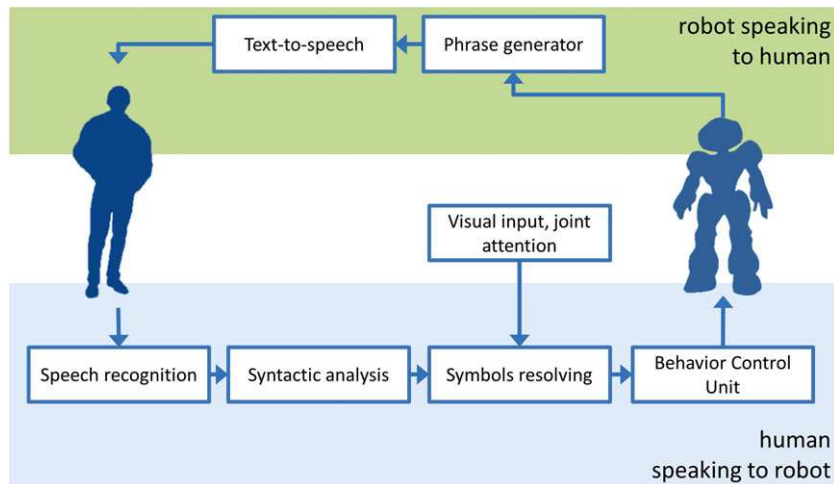 robot speaking
to human
Text-to-speech
Phrase generator
Visual input, joint
attention
Speech recognition
Syntactic analysis
Symbols resolving
Behavior Control
Unit
human
speaking to robot